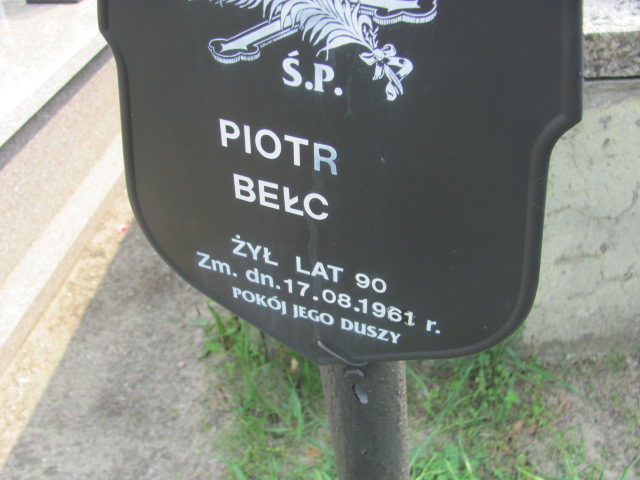 Ś.P.
PIOTR
BEŁC
ŻYŁ LAT 90
Zm. dn.17.08.1961 r.
POKÓJ JEGO DUSZY